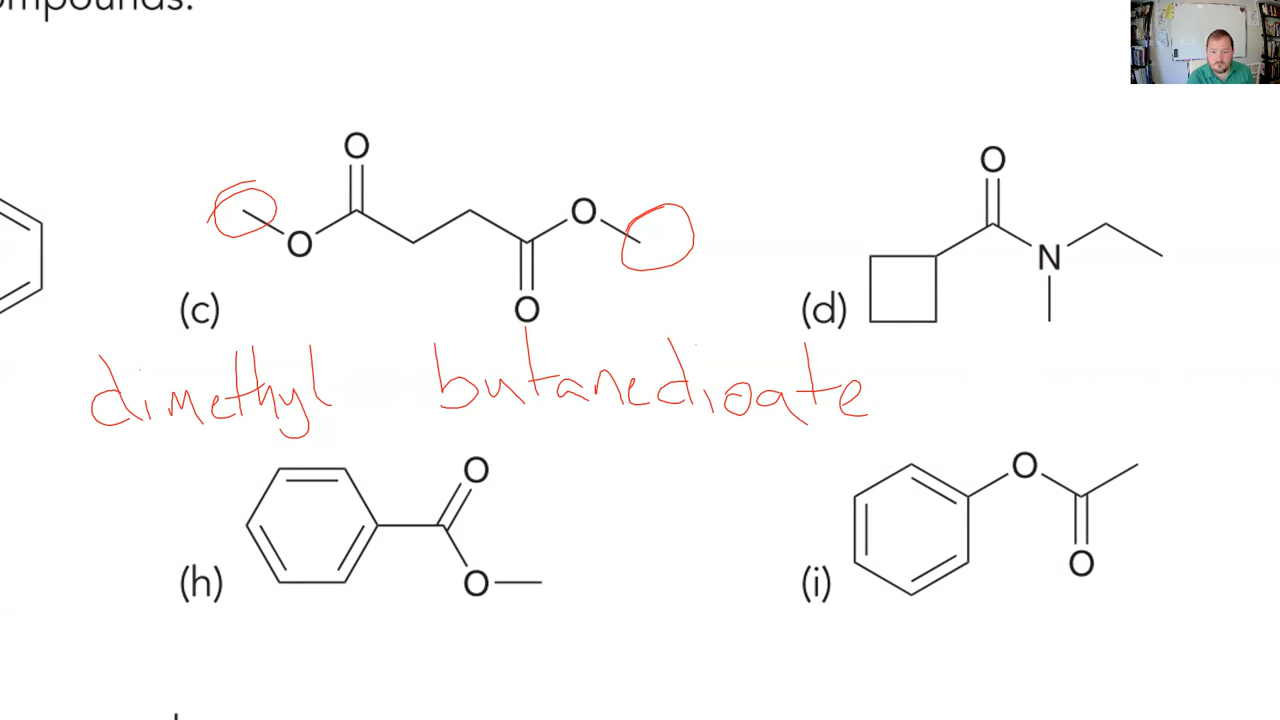 ompounds.
O O
O
N
O
(c) O (d)
dimethyl butanedioate
O O
(h) O (i) O